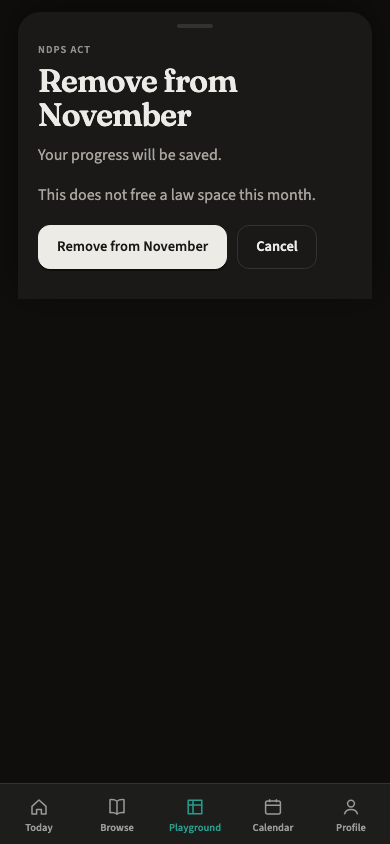 NDPS ACT
Remove from
November
Your progress will be saved.
This does not free a law space this month.
Remove from November
Cancel
Today
Browse
Playground
Calendar
Profile